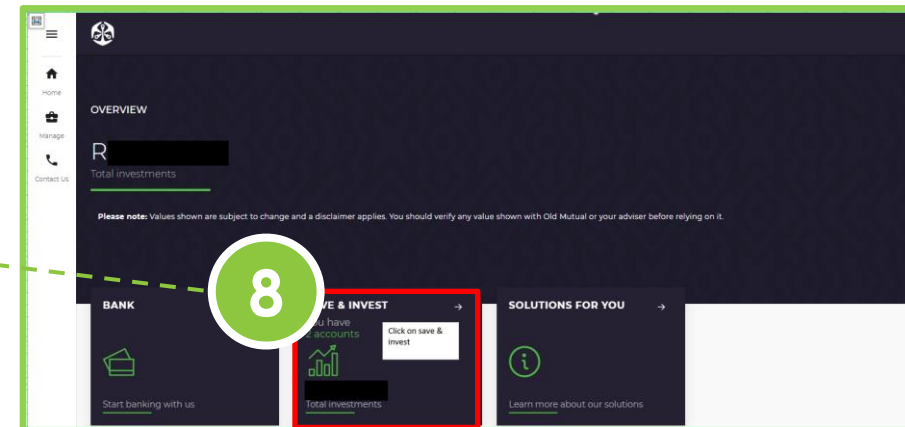 Home
Manage
Contact Us
OVERVIEW
R
Total investments
Please note: Values shown are subject to change and a disclaimer applies. You should verify any value shown with Old Mutual or your adviser before relying on it.
8
BANK
Start banking with us
VE & INVEST →
ou have
2 accounts
Click on save &
invest
Total investments
SOLUTIONS FOR YOU →
Learn more about our solutions